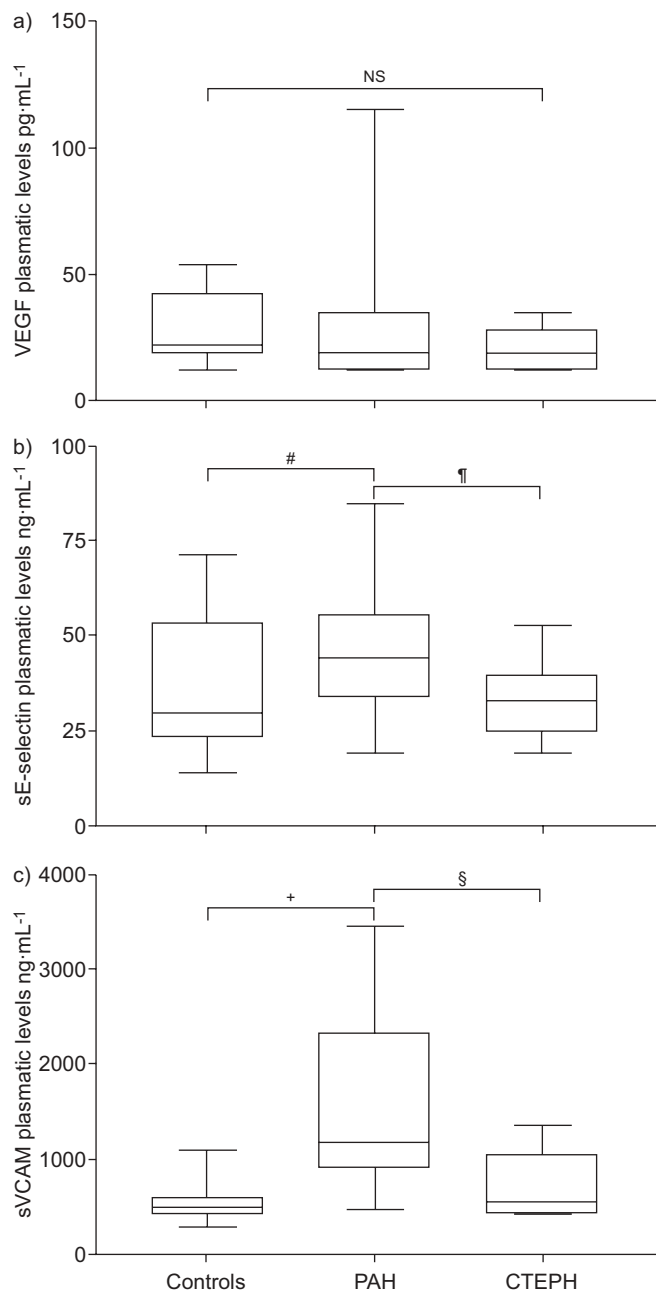 a)
VEGF plasmatic levels pg·mL⁻¹
150
100
50
0
NS
b)
sE-selectin plasmatic levels ng·mL⁻¹
100
75
50
25
0
#
¶
c)
sVCAM plasmatic levels ng·mL⁻¹
4000
3000
2000
1000
0
+
§
Controls PAH CTEPH